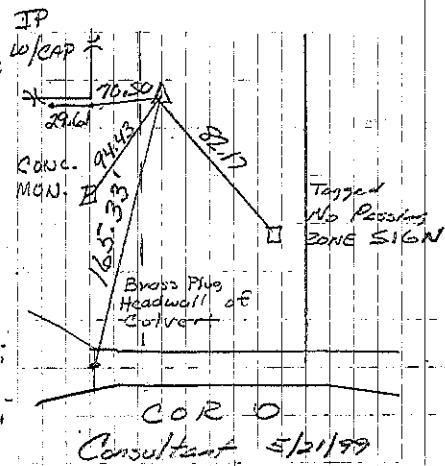 IP
W/CAP
70.50
29.61
94.43
82.17
CONC.
MON.
165.33'
Tagged
No Passing
ZONE SIGN
Brass Plug
Headwall of
Culvert
CO R O
Consultant 5/21/99